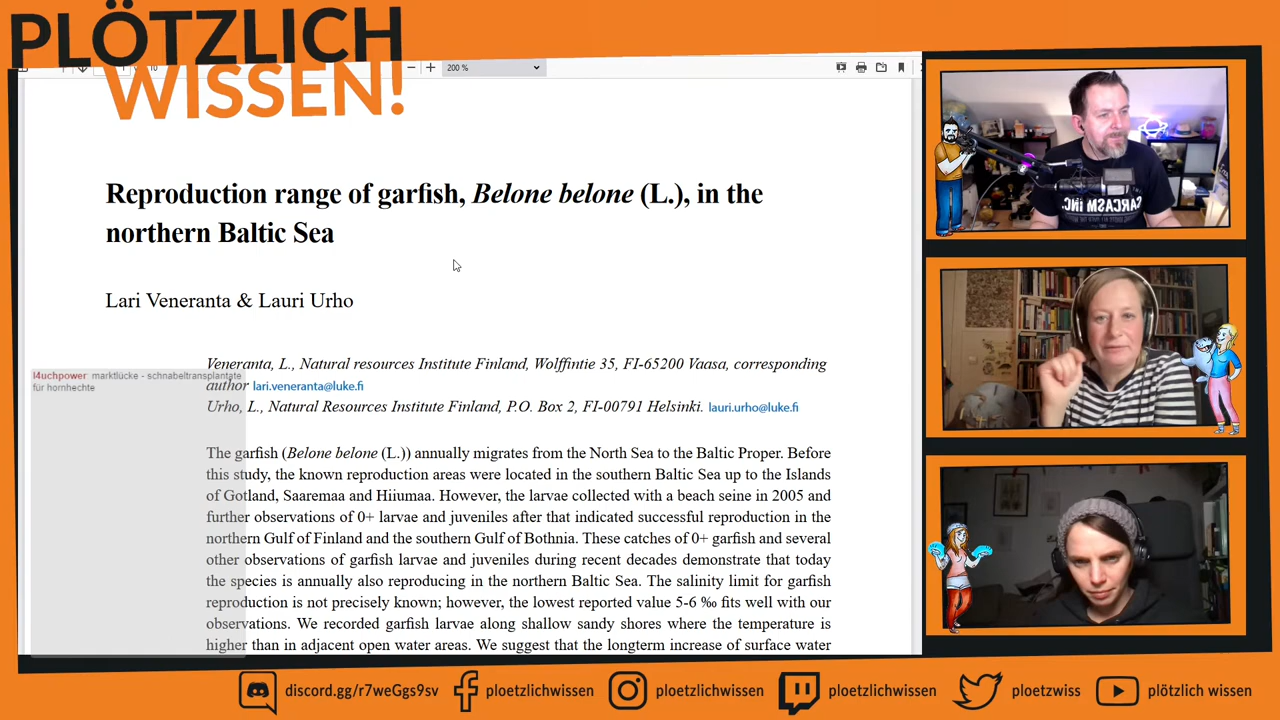 PLÖTZLICH
WISSEN!
200 %
Reproduction range of garfish, Belone belone (L.), in the
northern Baltic Sea
Lari Veneranta & Lauri Urho
Veneranta, L., Natural resources Institute Finland, Wolffintie 35, FI-65200 Vaasa, corresponding
author lari.veneranta@luke.fi
Urho, L., Natural Resources Institute Finland, P.O. Box 2, FI-00791 Helsinki. lauri.urho@luke.fi
l4uchpower marktlücke - schnabeltransplantate
für hornhechte
The garfish (Belone belone (L.)) annually migrates from the North Sea to the Baltic Proper. Before
this study, the known reproduction areas were located in the southern Baltic Sea up to the Islands
of Gotland, Saaremaa and Hiiumaa. However, the larvae collected with a beach seine in 2005 and
further observations of 0+ larvae and juveniles after that indicated successful reproduction in the
northern Gulf of Finland and the southern Gulf of Bothnia. These catches of 0+ garfish and several
other observations of garfish larvae and juveniles during recent decades demonstrate that today
the species is annually also reproducing in the northern Baltic Sea. The salinity limit for garfish
reproduction is not precisely known; however, the lowest reported value 5-6 ‰ fits well with our
observations. We recorded garfish larvae along shallow sandy shores where the temperature is
higher than in adjacent open water areas. We suggest that the longterm increase of surface water
SARCASM INC.
discord.gg/r7weGgs9sv
ploetzlichwissen
ploetzlichwissen
ploetzlichwissen
ploetzwiss
plötzlich wissen